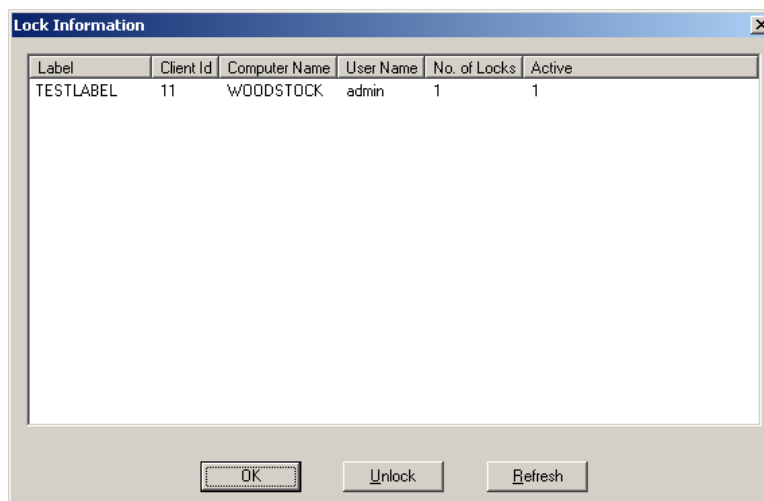 Lock Information
Label Client Id Computer Name User Name No. of Locks Active
TESTLABEL 11 WOODSTOCK admin 1 1
OK Unlock Refresh